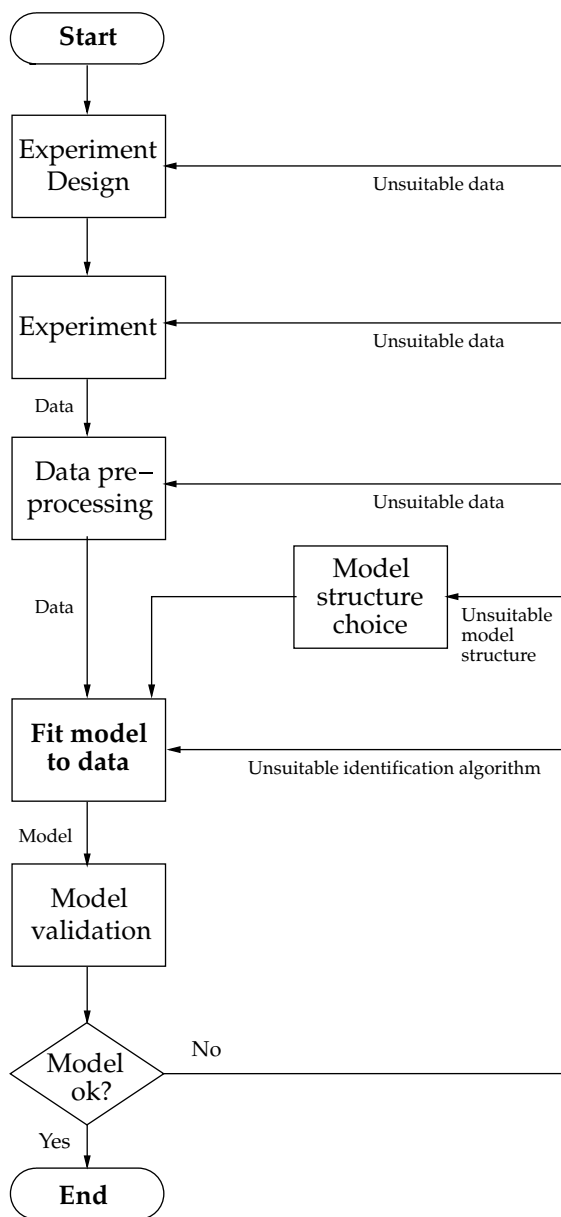 Start
Experiment
Design
Unsuitable data
Experiment
Unsuitable data
Data
Data pre–
processing
Unsuitable data
Data
Model
structure
choice
Unsuitable
model
structure
Fit model
to data
Unsuitable identification algorithm
Model
Model
validation
Model
ok?
No
Yes
End